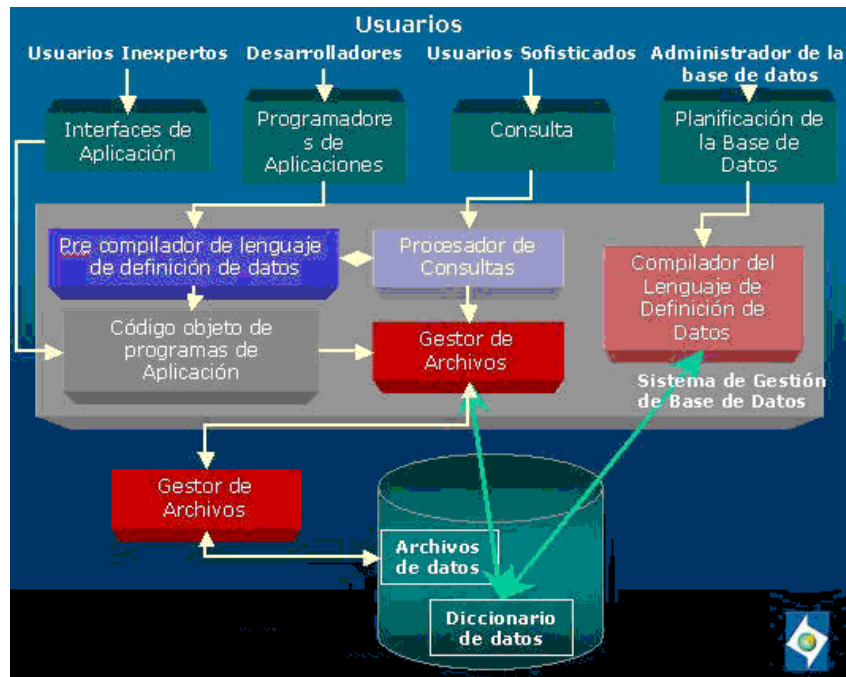 Usuarios
Usuarios Inexpertos
Desarrolladores
Usuarios Sofisticados
Administrador de la
base de datos
Interfaces de
Aplicación
Programadore
s de
Aplicaciones
Consulta
Planificación de
la Base de
Datos
Pre compilador de lenguaje
de definición de datos
Procesador de
Consultas
Compilador del
Lenguaje de
Definición de
Datos
Código objeto de
programas de
Aplicación
Gestor de
Archivos
Sistema de Gestión
de Base de Datos
Gestor de
Archivos
Archivos
de datos
Diccionario
de datos